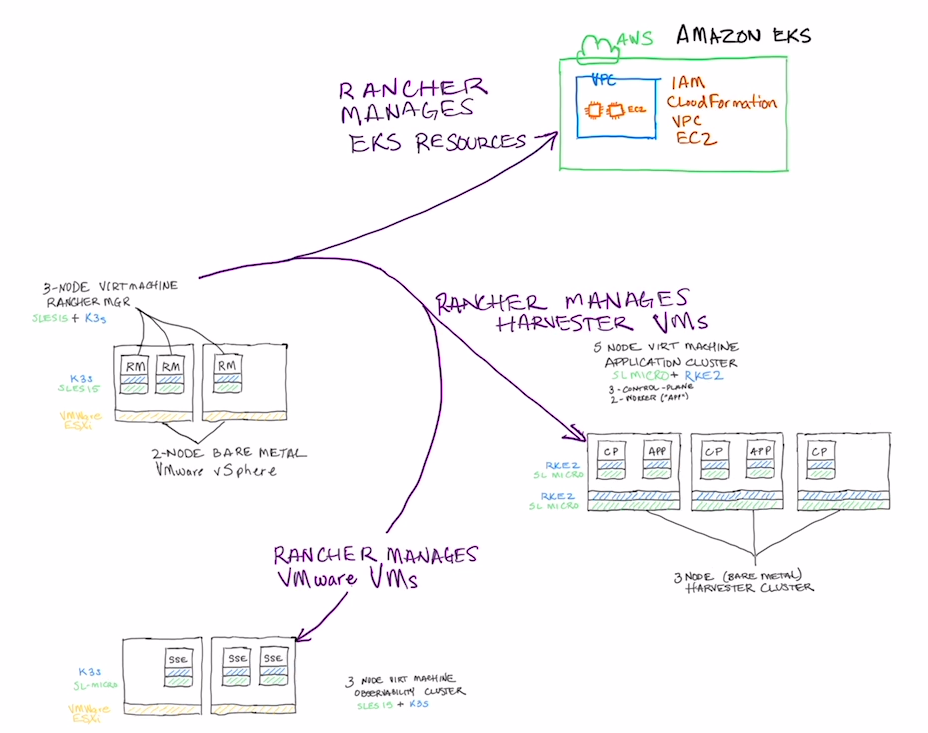 AWS
AMAZON EKS
VPC
EC2
IAM
CloudFormation
VPC
EC2
RANCHER
MANAGES
EKS RESOURCES
3-NODE VIRTMACHINE
RANCHER MGR
SLES15 + K3s
RM
RM
RM
K3s
SLES15
VMWare
ESXi
2-NODE BARE METAL
VMware vSphere
RANCHER MANAGES
HARVESTER VMs
5 NODE VIRT MACHINE
APPLICATION CLUSTER
SL MICRO + RKE2
3-CONTROL-PLANE
2-WORKER ("APP")
CP
APP
CP
APP
CP
RKE2
SL MICRO
RKE2
SL MICRO
3 NODE (BARE METAL)
HARVESTER CLUSTER
RANCHER MANAGES
VMware VMs
SSE
SSE
SSE
K3s
SL-MICRO
VMWare
ESXi
3 NODE VIRT MACHINE
OBSERVABILITY CLUSTER
SLES 15 + K3S